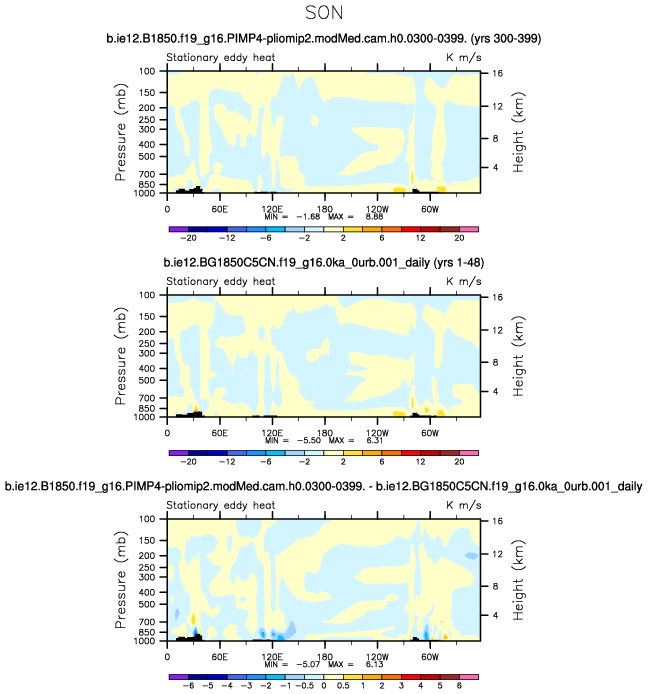 SON
b.ie12.B1850.f19_g16.PIMP4-pliomip2.modMed.cam.h0.0300-0399. (yrs 300-399)
Stationary eddy heat K m/s
Pressure (mb)
100
150
200
250
300
400
500
700
850
1000
16
12
8
4
Height (km)
0 60E 120E 180 120W 60W
MIN = -1.68 MAX = 8.88
-20 -12 -6 -2 2 6 12 20
b.ie12.BG1850C5CN.f19_g16.0ka_0urb.001_daily (yrs 1-48)
Stationary eddy heat K m/s
Pressure (mb)
100
150
200
250
300
400
500
700
850
1000
16
12
8
4
Height (km)
0 60E 120E 180 120W 60W
MIN = -5.50 MAX = 6.31
-20 -12 -6 -2 2 6 12 20
b.ie12.B1850.f19_g16.PIMP4-pliomip2.modMed.cam.h0.0300-0399. - b.ie12.BG1850C5CN.f19_g16.0ka_0urb.001_daily
Stationary eddy heat K m/s
Pressure (mb)
100
150
200
250
300
400
500
700
850
1000
16
12
8
4
Height (km)
0 60E 120E 180 120W 60W
MIN = -5.07 MAX = 6.13
-6 -5 -4 -3 -2 -1 -0.5 0 0.5 1 2 3 4 5 6